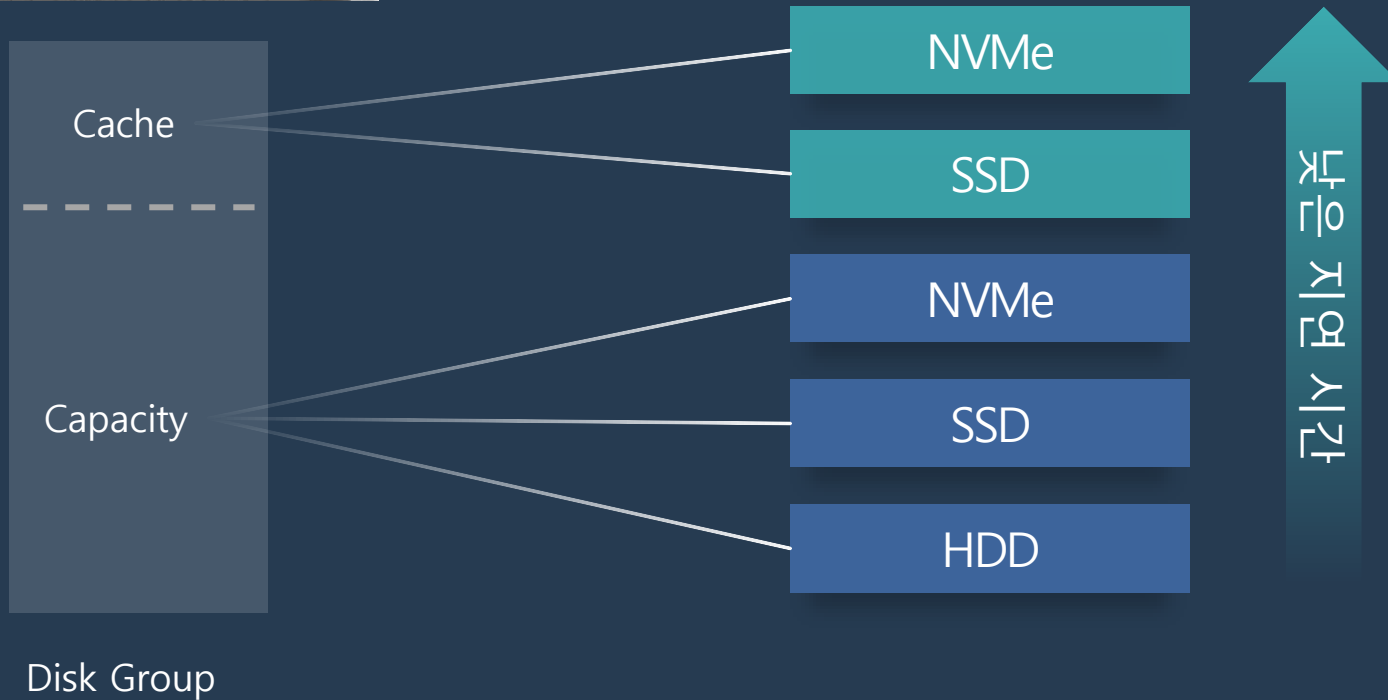 Cache
Capacity
Disk Group
NVMe
SSD
NVMe
SSD
HDD
낮은 지연 시간